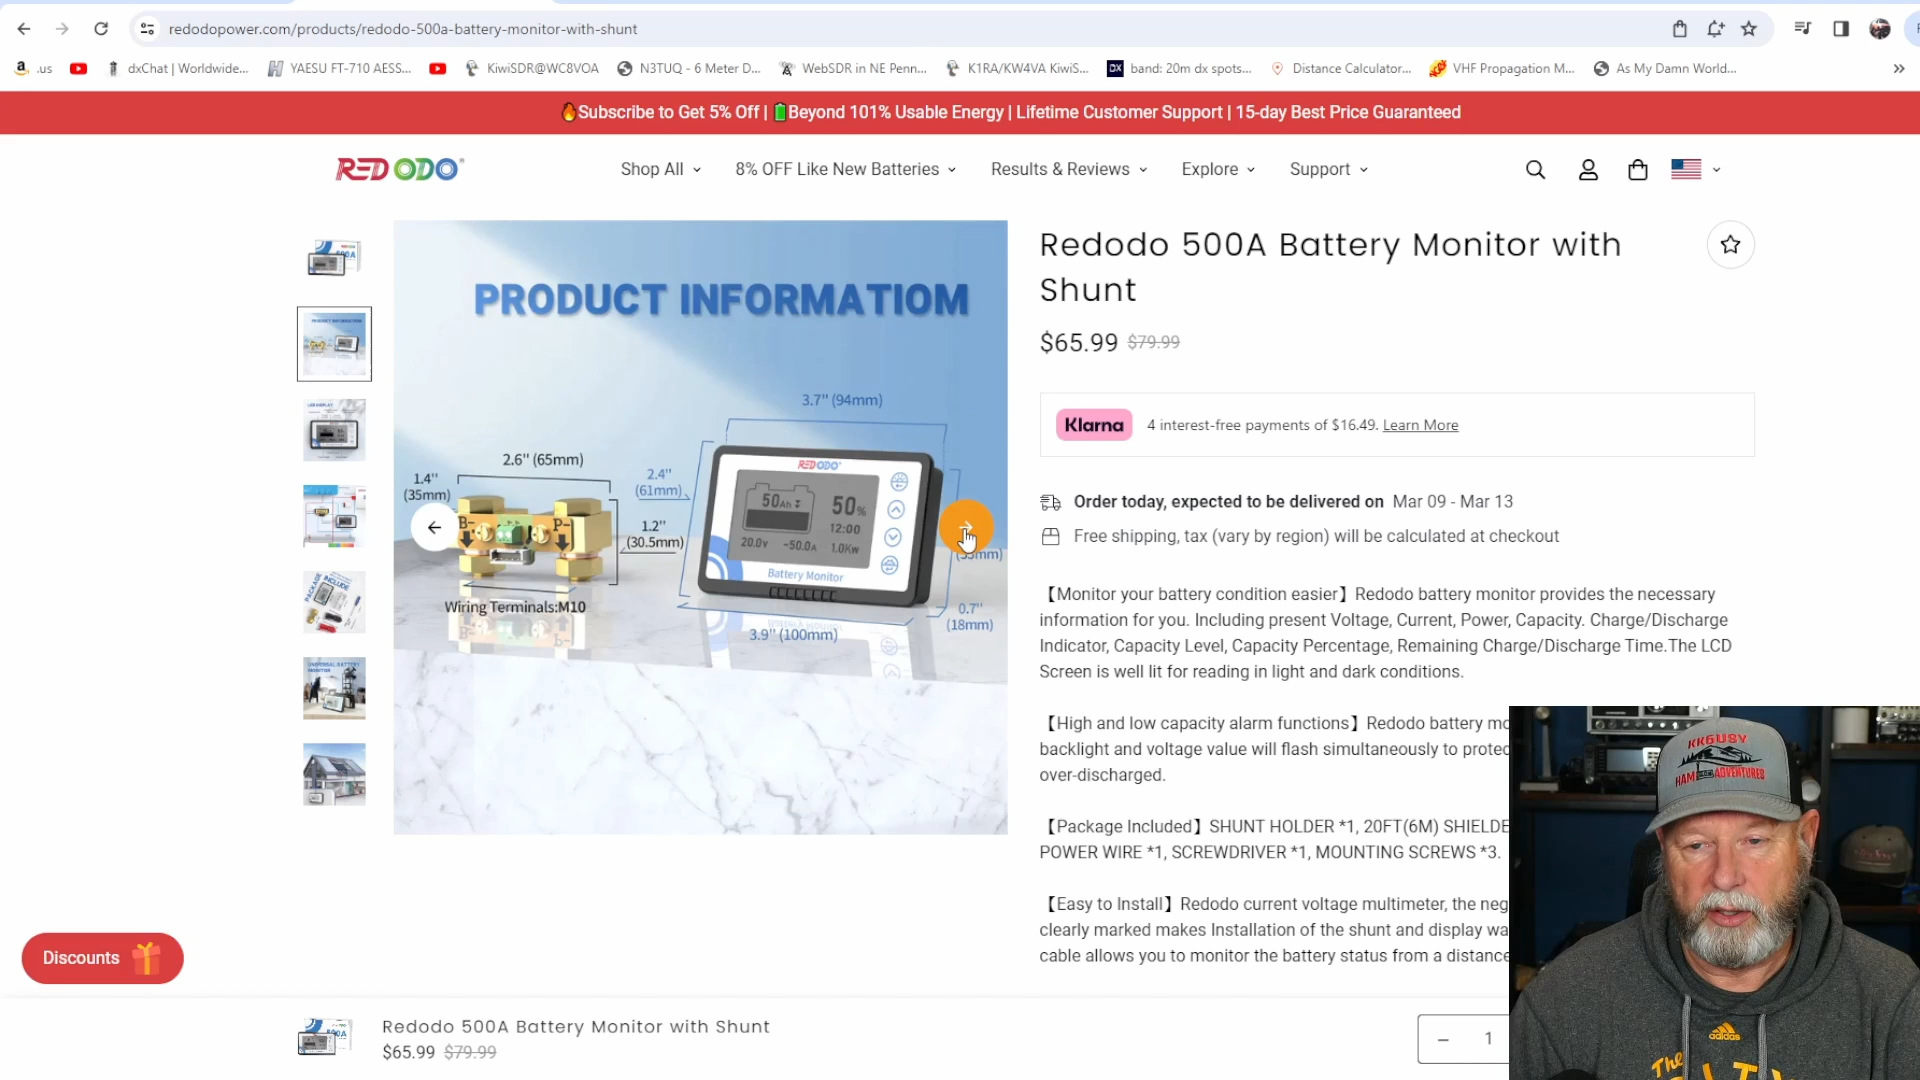 redodopower.com/products/redodo-500a-battery-monitor-with-shunt
.us
dxChat | Worldwide...
YAESU FT-710 AESS...
KiwiSDR@WC8VOA
N3TUQ - 6 Meter D...
WebSDR in NE Penn...
K1RA/KW4VA KiwiS...
DX
band: 20m dx spots...
Distance Calculator...
VHF Propagation M...
As My Damn World...
Subscribe to Get 5% Off | Beyond 101% Usable Energy | Lifetime Customer Support | 15-day Best Price Guaranteed
REDODO
Shop All
8% OFF Like New Batteries
Results & Reviews
Explore
Support
PRODUCT INFORMATIOM
3.7'' (94mm)
2.6'' (65mm)
1.4''
(35mm)
2.4''
(61mm)
1.2''
(30.5mm)
B-
P-
REDODO
50Ah
50%
12:00
20.0V -50.0A 1.0Kw
Battery Monitor
Wiring Terminals:M10
3.9'' (100mm)
0.7''
(18mm)
Redodo 500A Battery Monitor with
Shunt
$65.99 $79.99
Klarna 4 interest-free payments of $16.49. Learn More
Order today, expected to be delivered on Mar 09 - Mar 13
Free shipping, tax (vary by region) will be calculated at checkout
【Monitor your battery condition easier】Redodo battery monitor provides the necessary
information for you. Including present Voltage, Current, Power, Capacity. Charge/Discharge
Indicator, Capacity Level, Capacity Percentage, Remaining Charge/Discharge Time.The LCD
Screen is well lit for reading in light and dark conditions.
【High and low capacity alarm functions】Redodo battery mo
backlight and voltage value will flash simultaneously to protec
over-discharged.
【Package Included】SHUNT HOLDER *1, 20FT(6M) SHIELDE
POWER WIRE *1, SCREWDRIVER *1, MOUNTING SCREWS *3.
【Easy to Install】Redodo current voltage multimeter, the neg
clearly marked makes Installation of the shunt and display wa
cable allows you to monitor the battery status from a distance
Discounts
Redodo 500A Battery Monitor with Shunt
$65.99 $79.99
− 1
KK6USY
HAM ADVENTURES
adidas
The